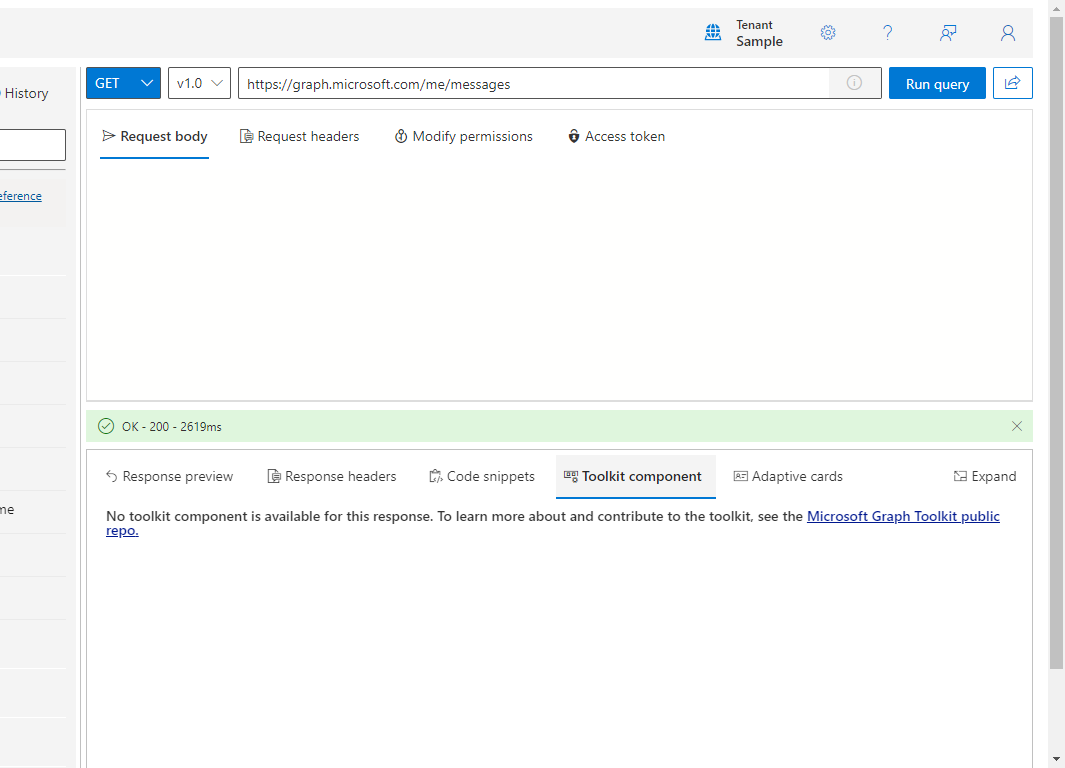 Tenant
Sample
History
GET
v1.0
https://graph.microsoft.com/me/messages
Run query
Request body
Request headers
Modify permissions
Access token
eference
OK - 200 - 2619ms
Response preview
Response headers
Code snippets
Toolkit component
Adaptive cards
Expand
me
No toolkit component is available for this response. To learn more about and contribute to the toolkit, see the Microsoft Graph Toolkit public
repo.